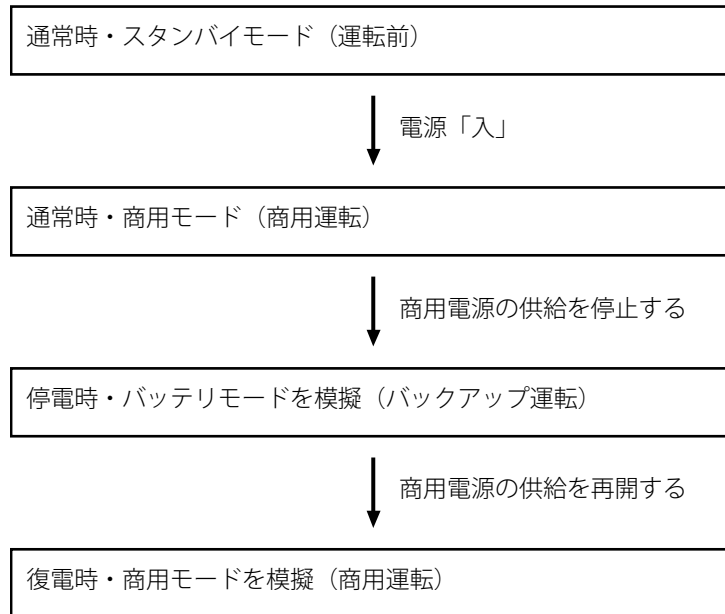 通常時・スタンバイモード（運転前）
電源「入」
通常時・商用モード（商用運転）
商用電源の供給を停止する
停電時・バッテリモードを模擬（バックアップ運転）
商用電源の供給を再開する
復電時・商用モードを模擬（商用運転）